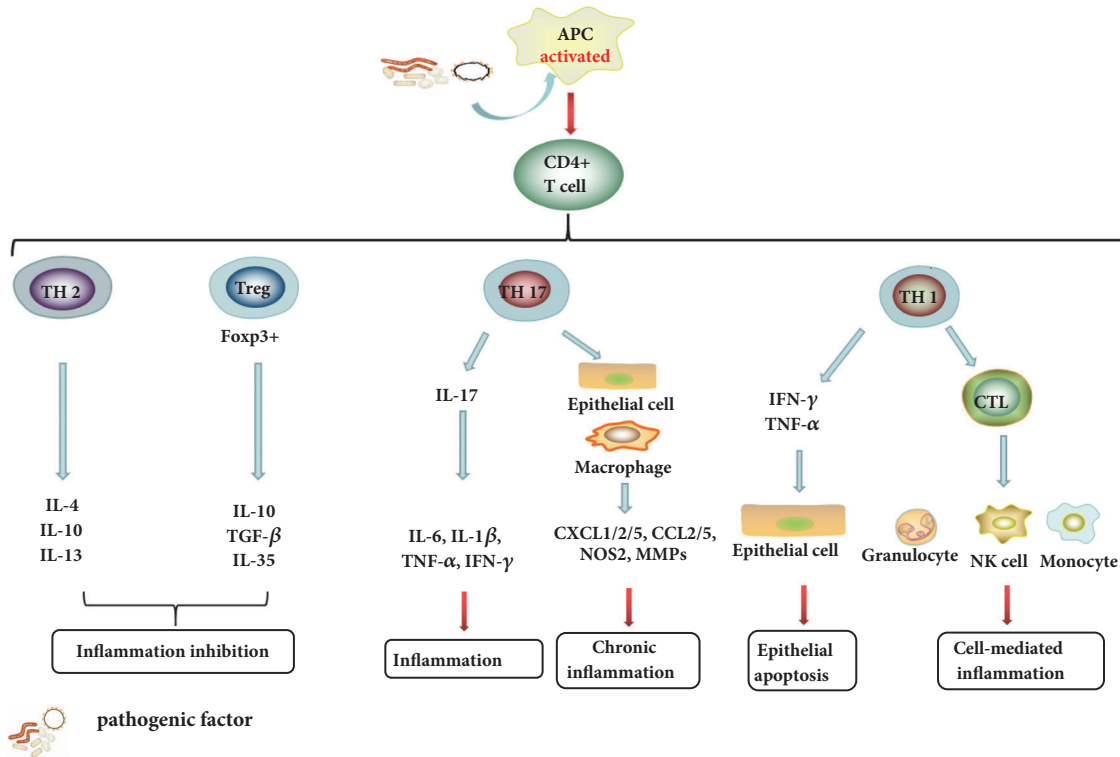 APC
activated
CD4+
T cell
TH 2
Treg
TH 17
TH 1
Foxp3+
IL-17
Epithelial cell
Macrophage
IFN-γ
TNF-α
CTL
IL-4
IL-10
IL-13
IL-10
TGF-β
IL-35
IL-6, IL-1β,
TNF-α, IFN-γ
CXCL1/2/5, CCL2/5,
NOS2, MMPs
Epithelial cell
Granulocyte
NK cell
Monocyte
Inflammation inhibition
Inflammation
Chronic
inflammation
Epithelial
apoptosis
Cell-mediated
inflammation
pathogenic factor